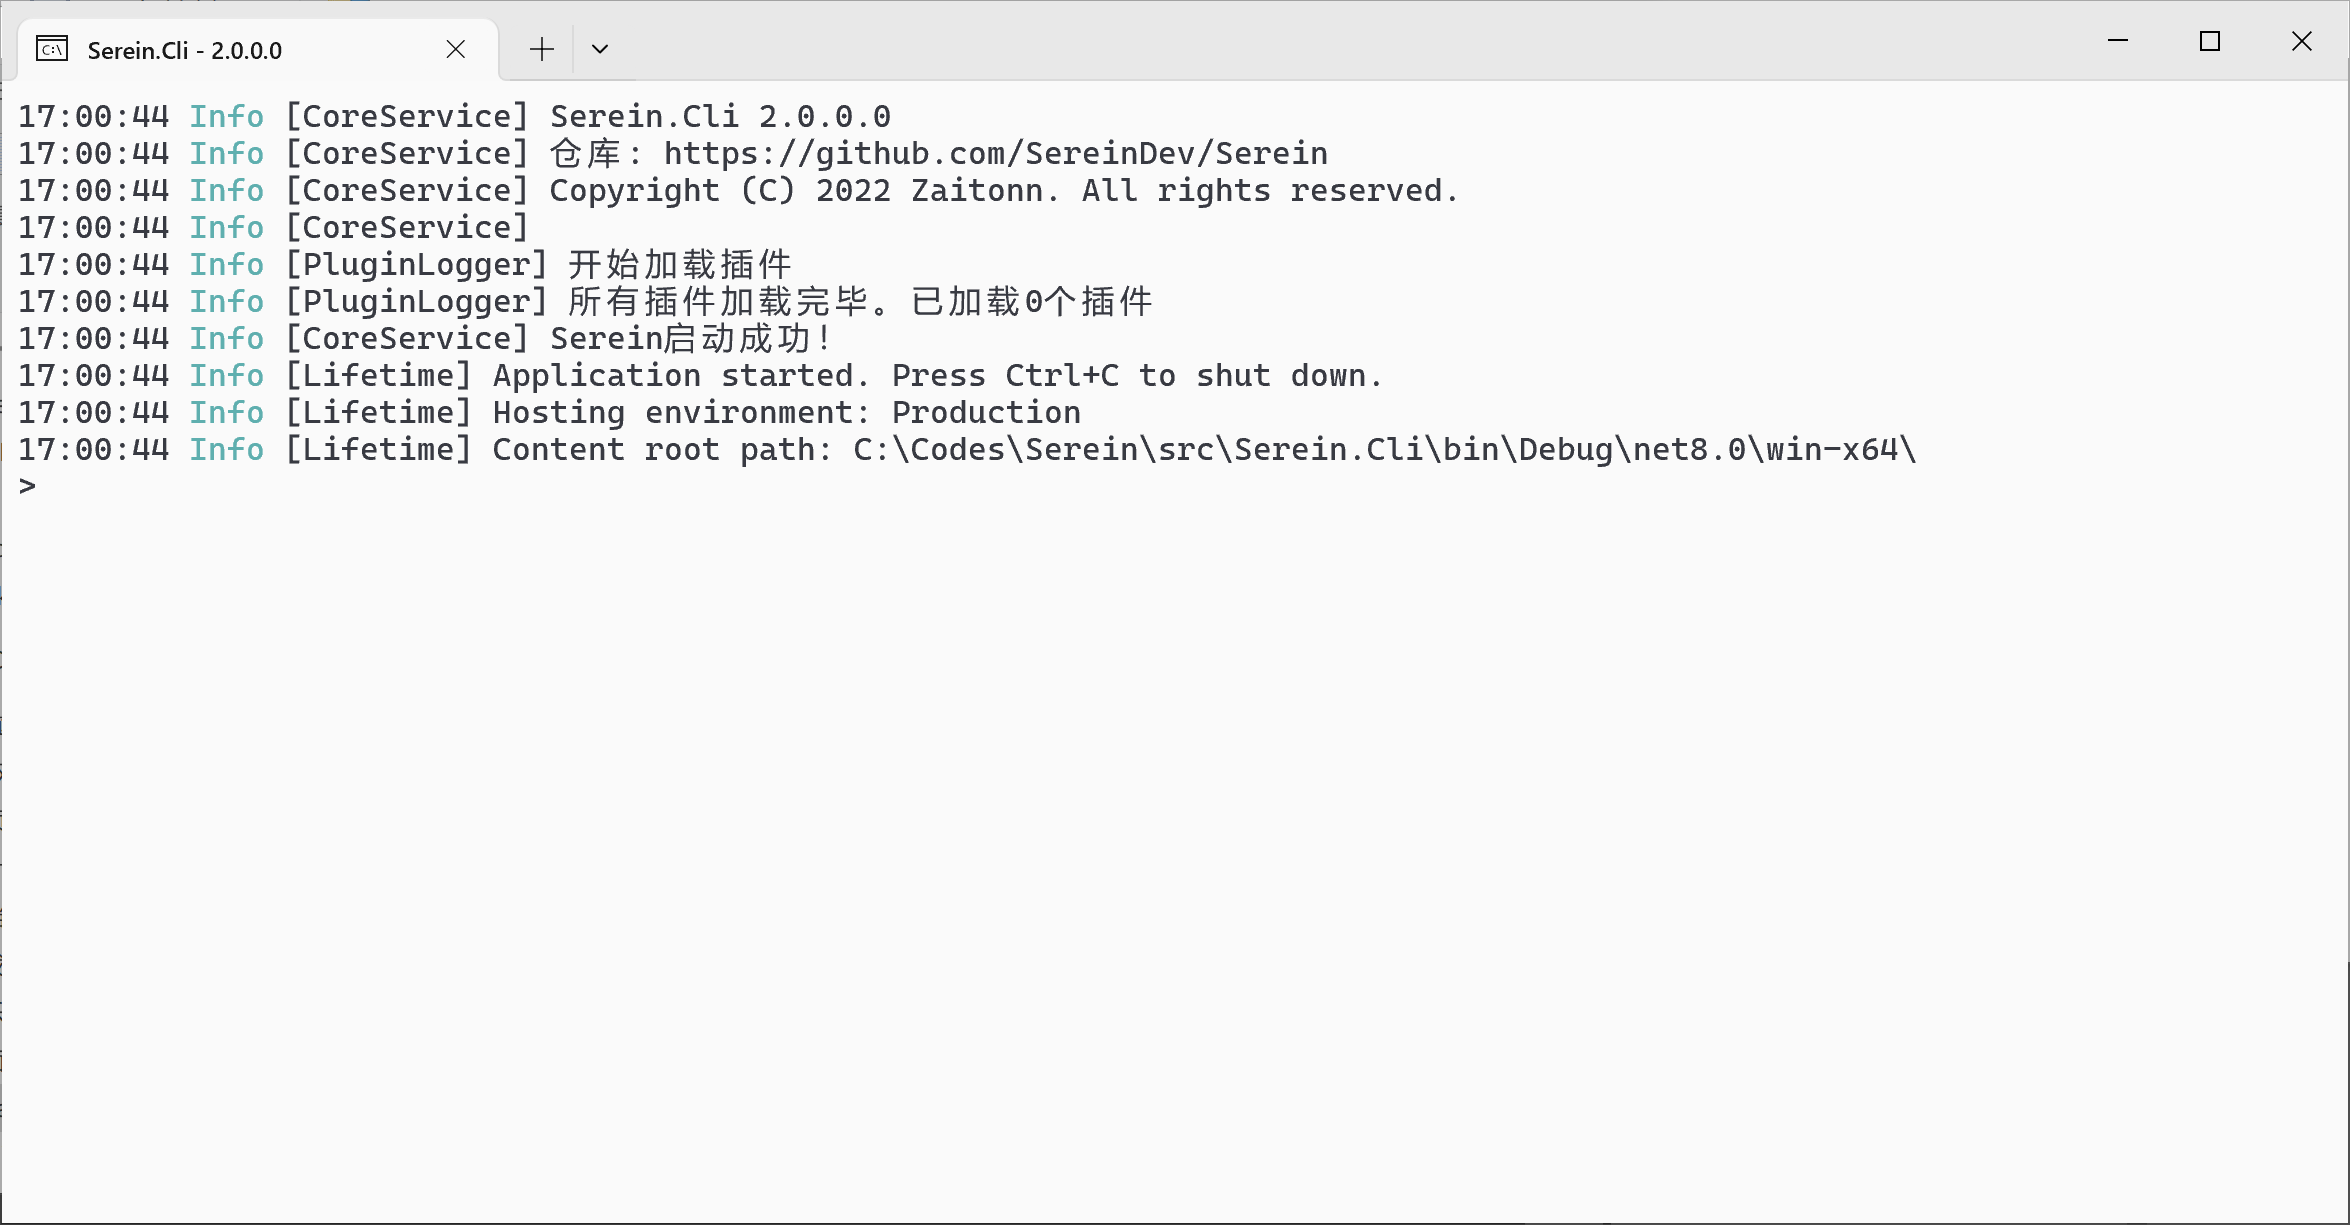 Serein.Cli - 2.0.0.0
17:00:44 Info [CoreService] Serein.Cli 2.0.0.0
17:00:44 Info [CoreService] 仓库：https://github.com/SereinDev/Serein
17:00:44 Info [CoreService] Copyright (C) 2022 Zaitonn. All rights reserved.
17:00:44 Info [CoreService]
17:00:44 Info [PluginLogger] 开始加载插件
17:00:44 Info [PluginLogger] 所有插件加载完毕。已加载0个插件
17:00:44 Info [CoreService] Serein启动成功！
17:00:44 Info [Lifetime] Application started. Press Ctrl+C to shut down.
17:00:44 Info [Lifetime] Hosting environment: Production
17:00:44 Info [Lifetime] Content root path: C:\Codes\Serein\src\Serein.Cli\bin\Debug\net8.0\win-x64\
>